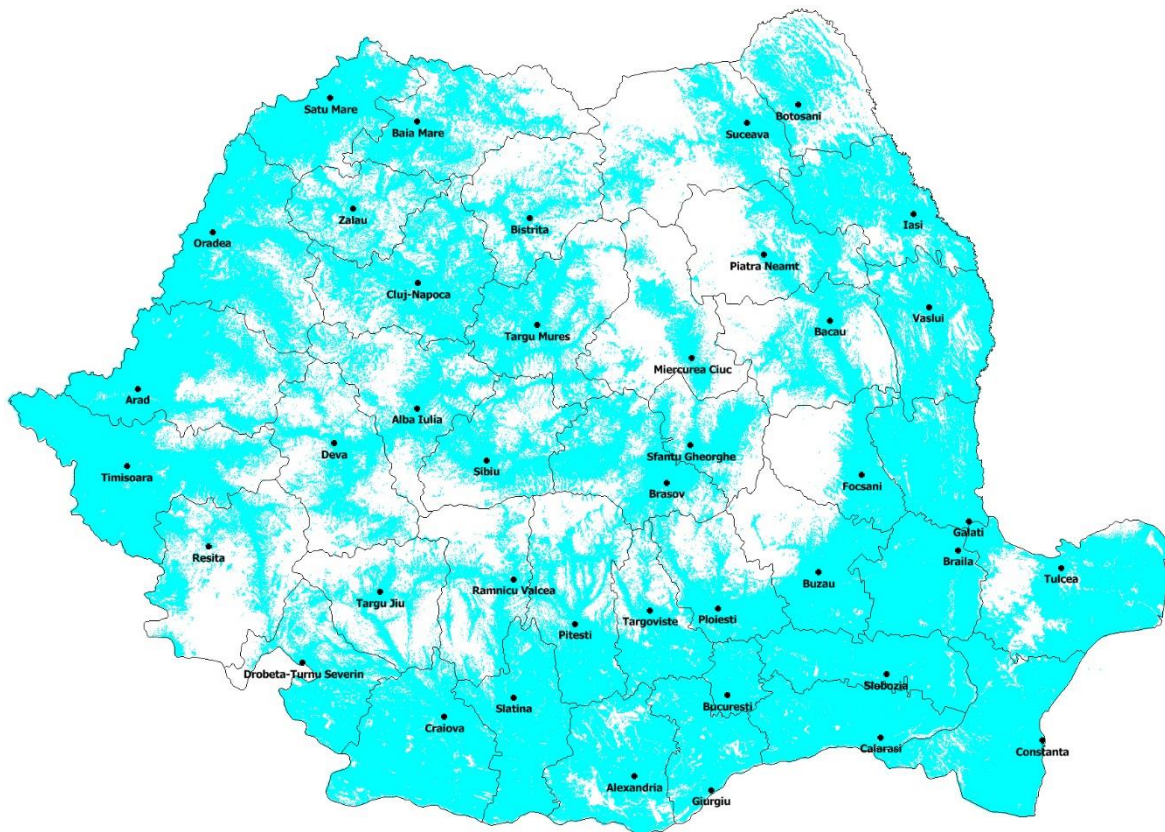 Satu Mare
Baia Mare
Botosani
Suceava
Zalau
Oradea
Bistrita
Iasi
Piatra Neamt
Cluj-Napoca
Vaslui
Bacau
Targu Mures
Miercurea Ciuc
Arad
Alba Iulia
Deva
Sfantu Gheorghe
Timisoara
Sibiu
Brasov
Focsani
Galati
Resita
Braila
Tulcea
Buzau
Ramnicu Valcea
Targu Jiu
Targoviste
Ploiesti
Pitesti
Drobeta-Turnu Severin
Slobozia
Slatina
Bucuresti
Craiova
Calarasi
Constanta
Alexandria
Giurgiu